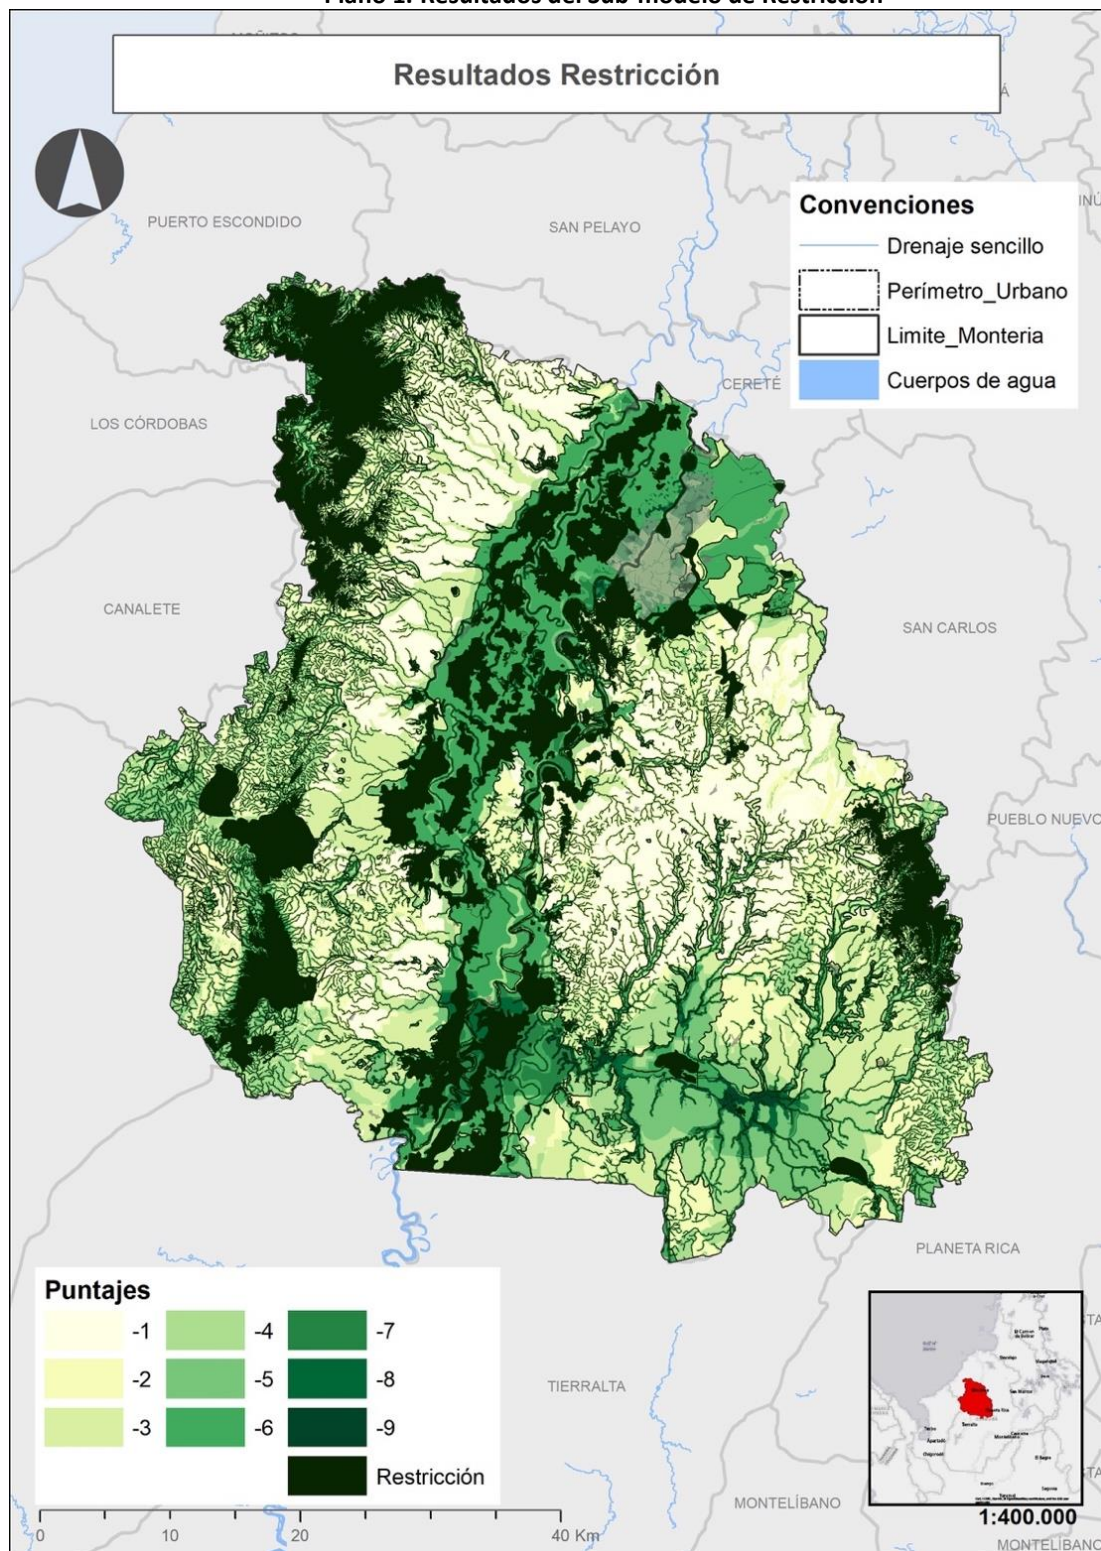 Plano 1. Resultados del Sub-modelo de Restricción
Resultados Restricción
PUERTO ESCONDIDO
SAN PELAYO
Convenciones
Drenaje sencillo
Perímetro_Urbano
Limite_Monteria
Cuerpos de agua
CERETÉ
LOS CÓRDOBAS
CANALETE
SAN CARLOS
PUEBLO NUEVO
PLANETA RICA
Puntajes
-1
-4
-7
-2
-5
-8
-3
-6
-9
Restricción
TIERRALTA
MONTELÍBANO
1:400.000
0 10 20 40 Km
MONTELÍBANO